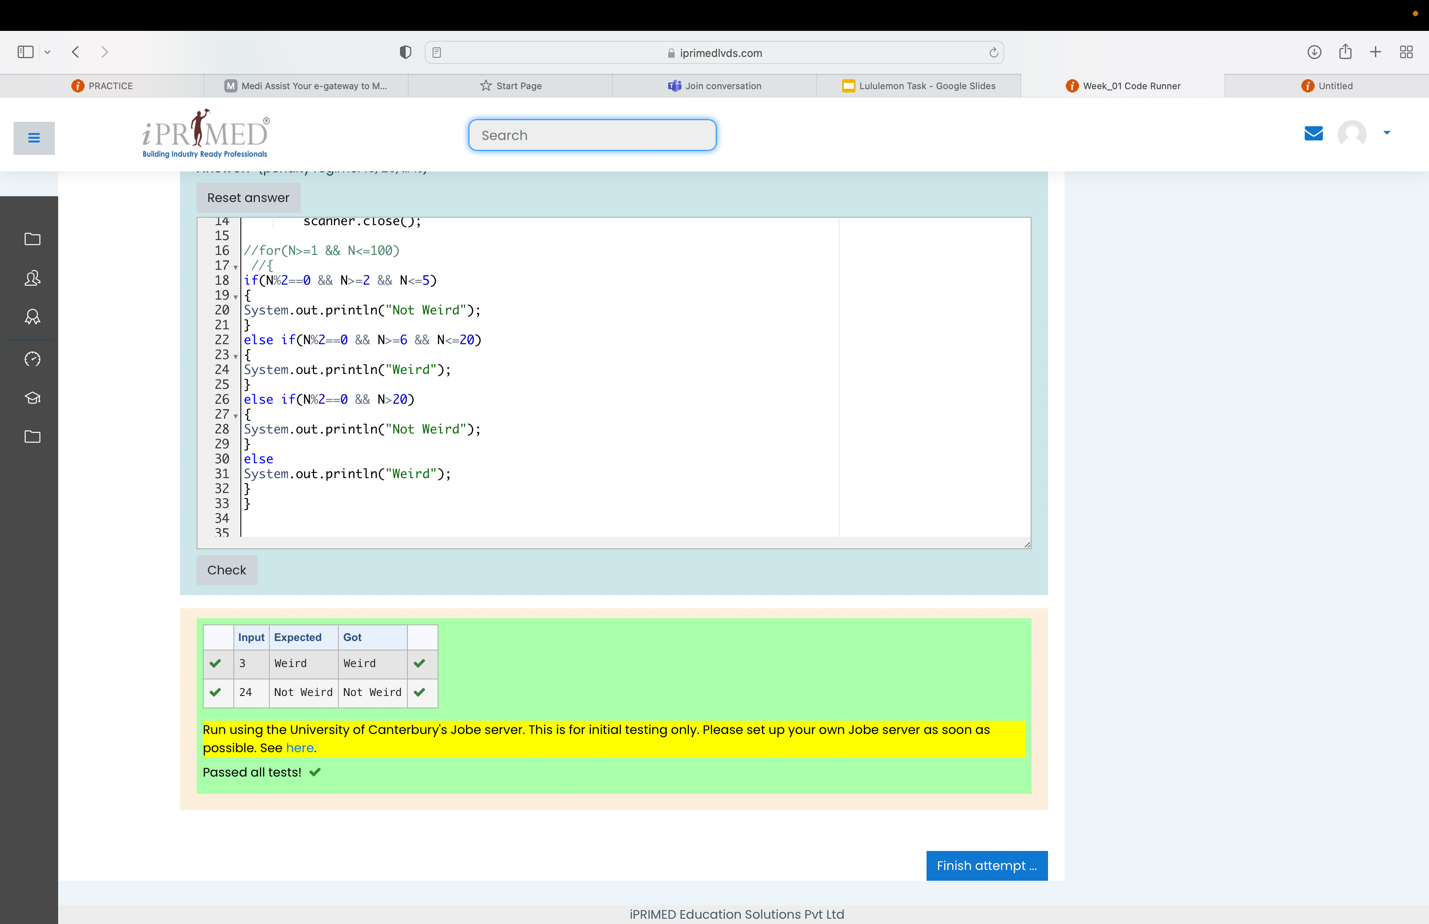 iprimedlvds.com
PRACTICE
Medi Assist Your e-gateway to M...
Start Page
Join conversation
Lululemon Task - Google Slides
Week_01 Code Runner
Untitled
iPRIMED®
Building Industry Ready Professionals
Search
Reset answer
14 scanner.close();
15
16 //for(N>=1 && N<=100)
17 //{
18 if(N%2==0 && N>=2 && N<=5)
19 {
20 System.out.println("Not Weird");
21 }
22 else if(N%2==0 && N>=6 && N<=20)
23 {
24 System.out.println("Weird");
25 }
26 else if(N%2==0 && N>20)
27 {
28 System.out.println("Not Weird");
29 }
30 else
31 System.out.println("Weird");
32 }
33 }
34
35
Check
Input Expected Got
3 Weird Weird
24 Not Weird Not Weird
Run using the University of Canterbury's Jobe server. This is for initial testing only. Please set up your own Jobe server as soon as
possible. See here.
Passed all tests!
Finish attempt ...
iPRIMED Education Solutions Pvt Ltd